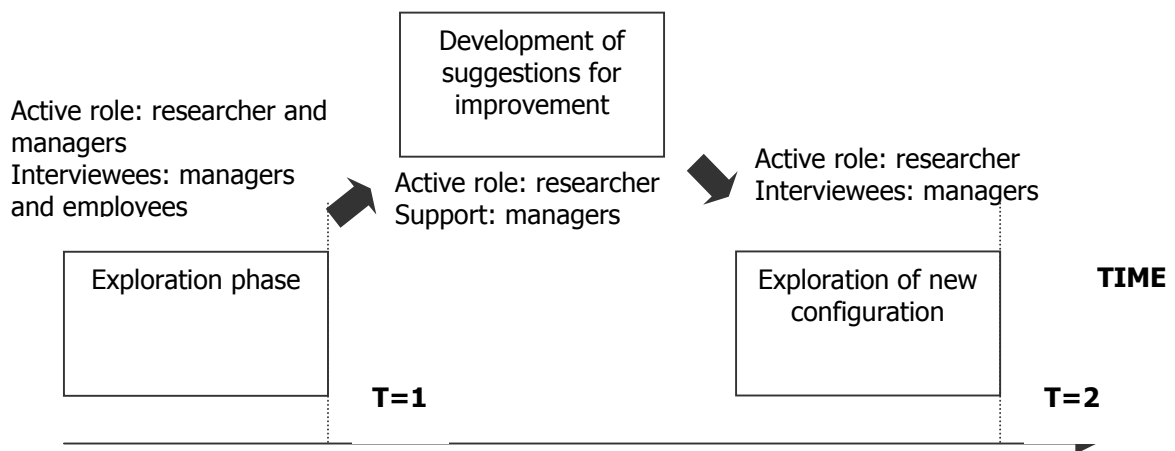 Development of
suggestions for
improvement
Active role: researcher and
managers
Interviewees: managers
and employees
Active role: researcher
Support: managers
Active role: researcher
Interviewees: managers
Exploration phase
Exploration of new
configuration
TIME
T=1
T=2